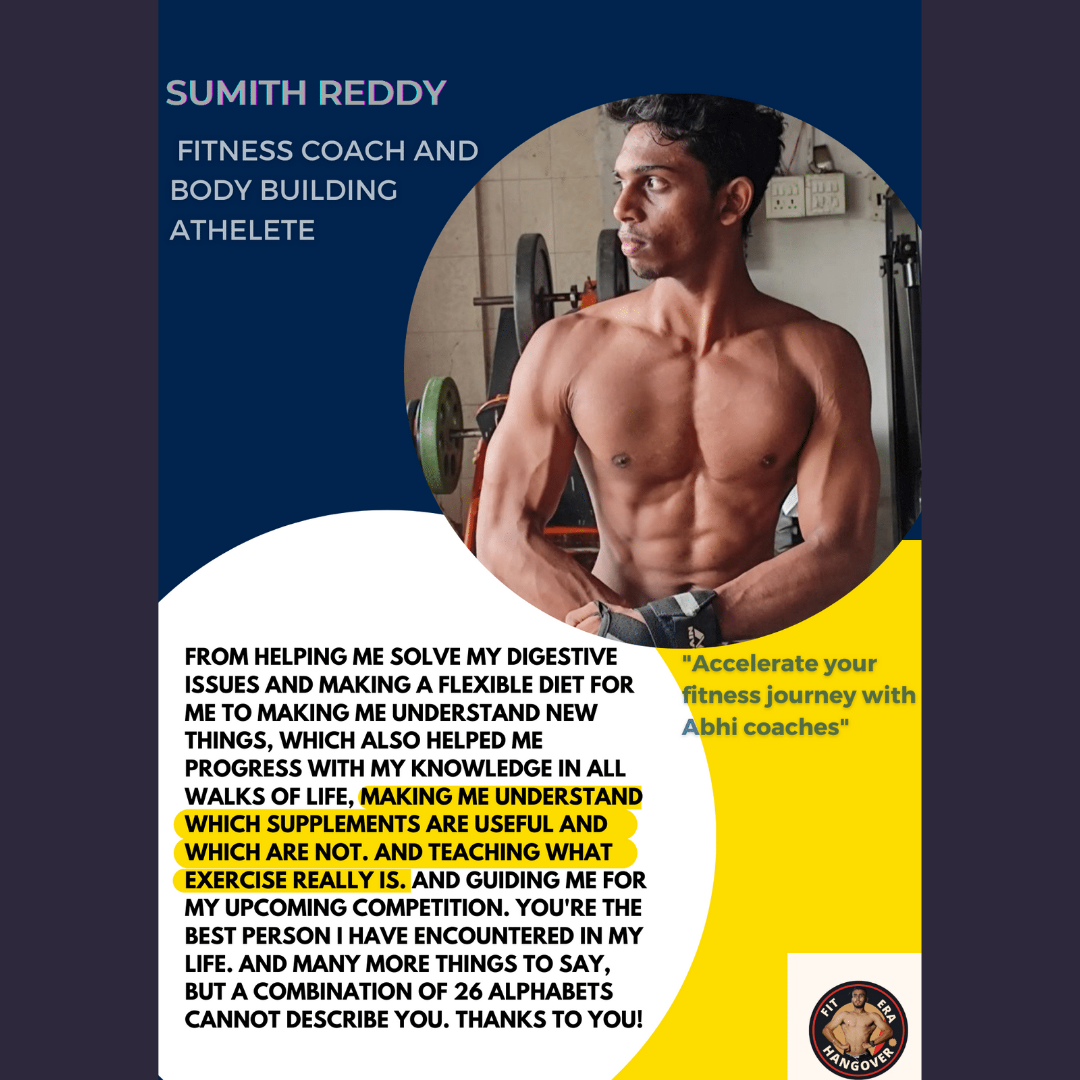 SUMITH REDDY
FITNESS COACH AND
BODY BUILDING
ATHELETE
FROM HELPING ME SOLVE MY DIGESTIVE
ISSUES AND MAKING A FLEXIBLE DIET FOR
ME TO MAKING ME UNDERSTAND NEW
THINGS, WHICH ALSO HELPED ME
PROGRESS WITH MY KNOWLEDGE IN ALL
WALKS OF LIFE, MAKING ME UNDERSTAND
WHICH SUPPLEMENTS ARE USEFUL AND
WHICH ARE NOT. AND TEACHING WHAT
EXERCISE REALLY IS. AND GUIDING ME FOR
MY UPCOMING COMPETITION. YOU'RE THE
BEST PERSON I HAVE ENCOUNTERED IN MY
LIFE. AND MANY MORE THINGS TO SAY,
BUT A COMBINATION OF 26 ALPHABETS
CANNOT DESCRIBE YOU. THANKS TO YOU!
"Accelerate your
fitness journey with
Abhi coaches"
FIT ERA
HANGOVER